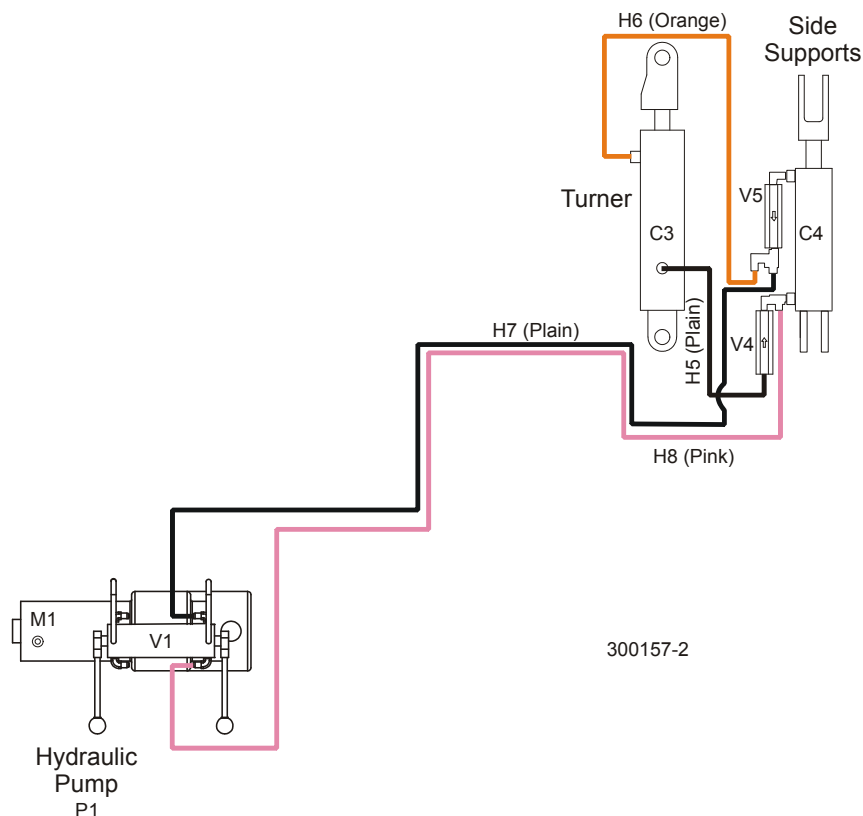 H6 (Orange)
Side
Supports
Turner
V5
C3
C4
H7 (Plain)
H5 (Plain)
V4
H8 (Pink)
M1
V1
300157-2
Hydraulic
Pump
P1